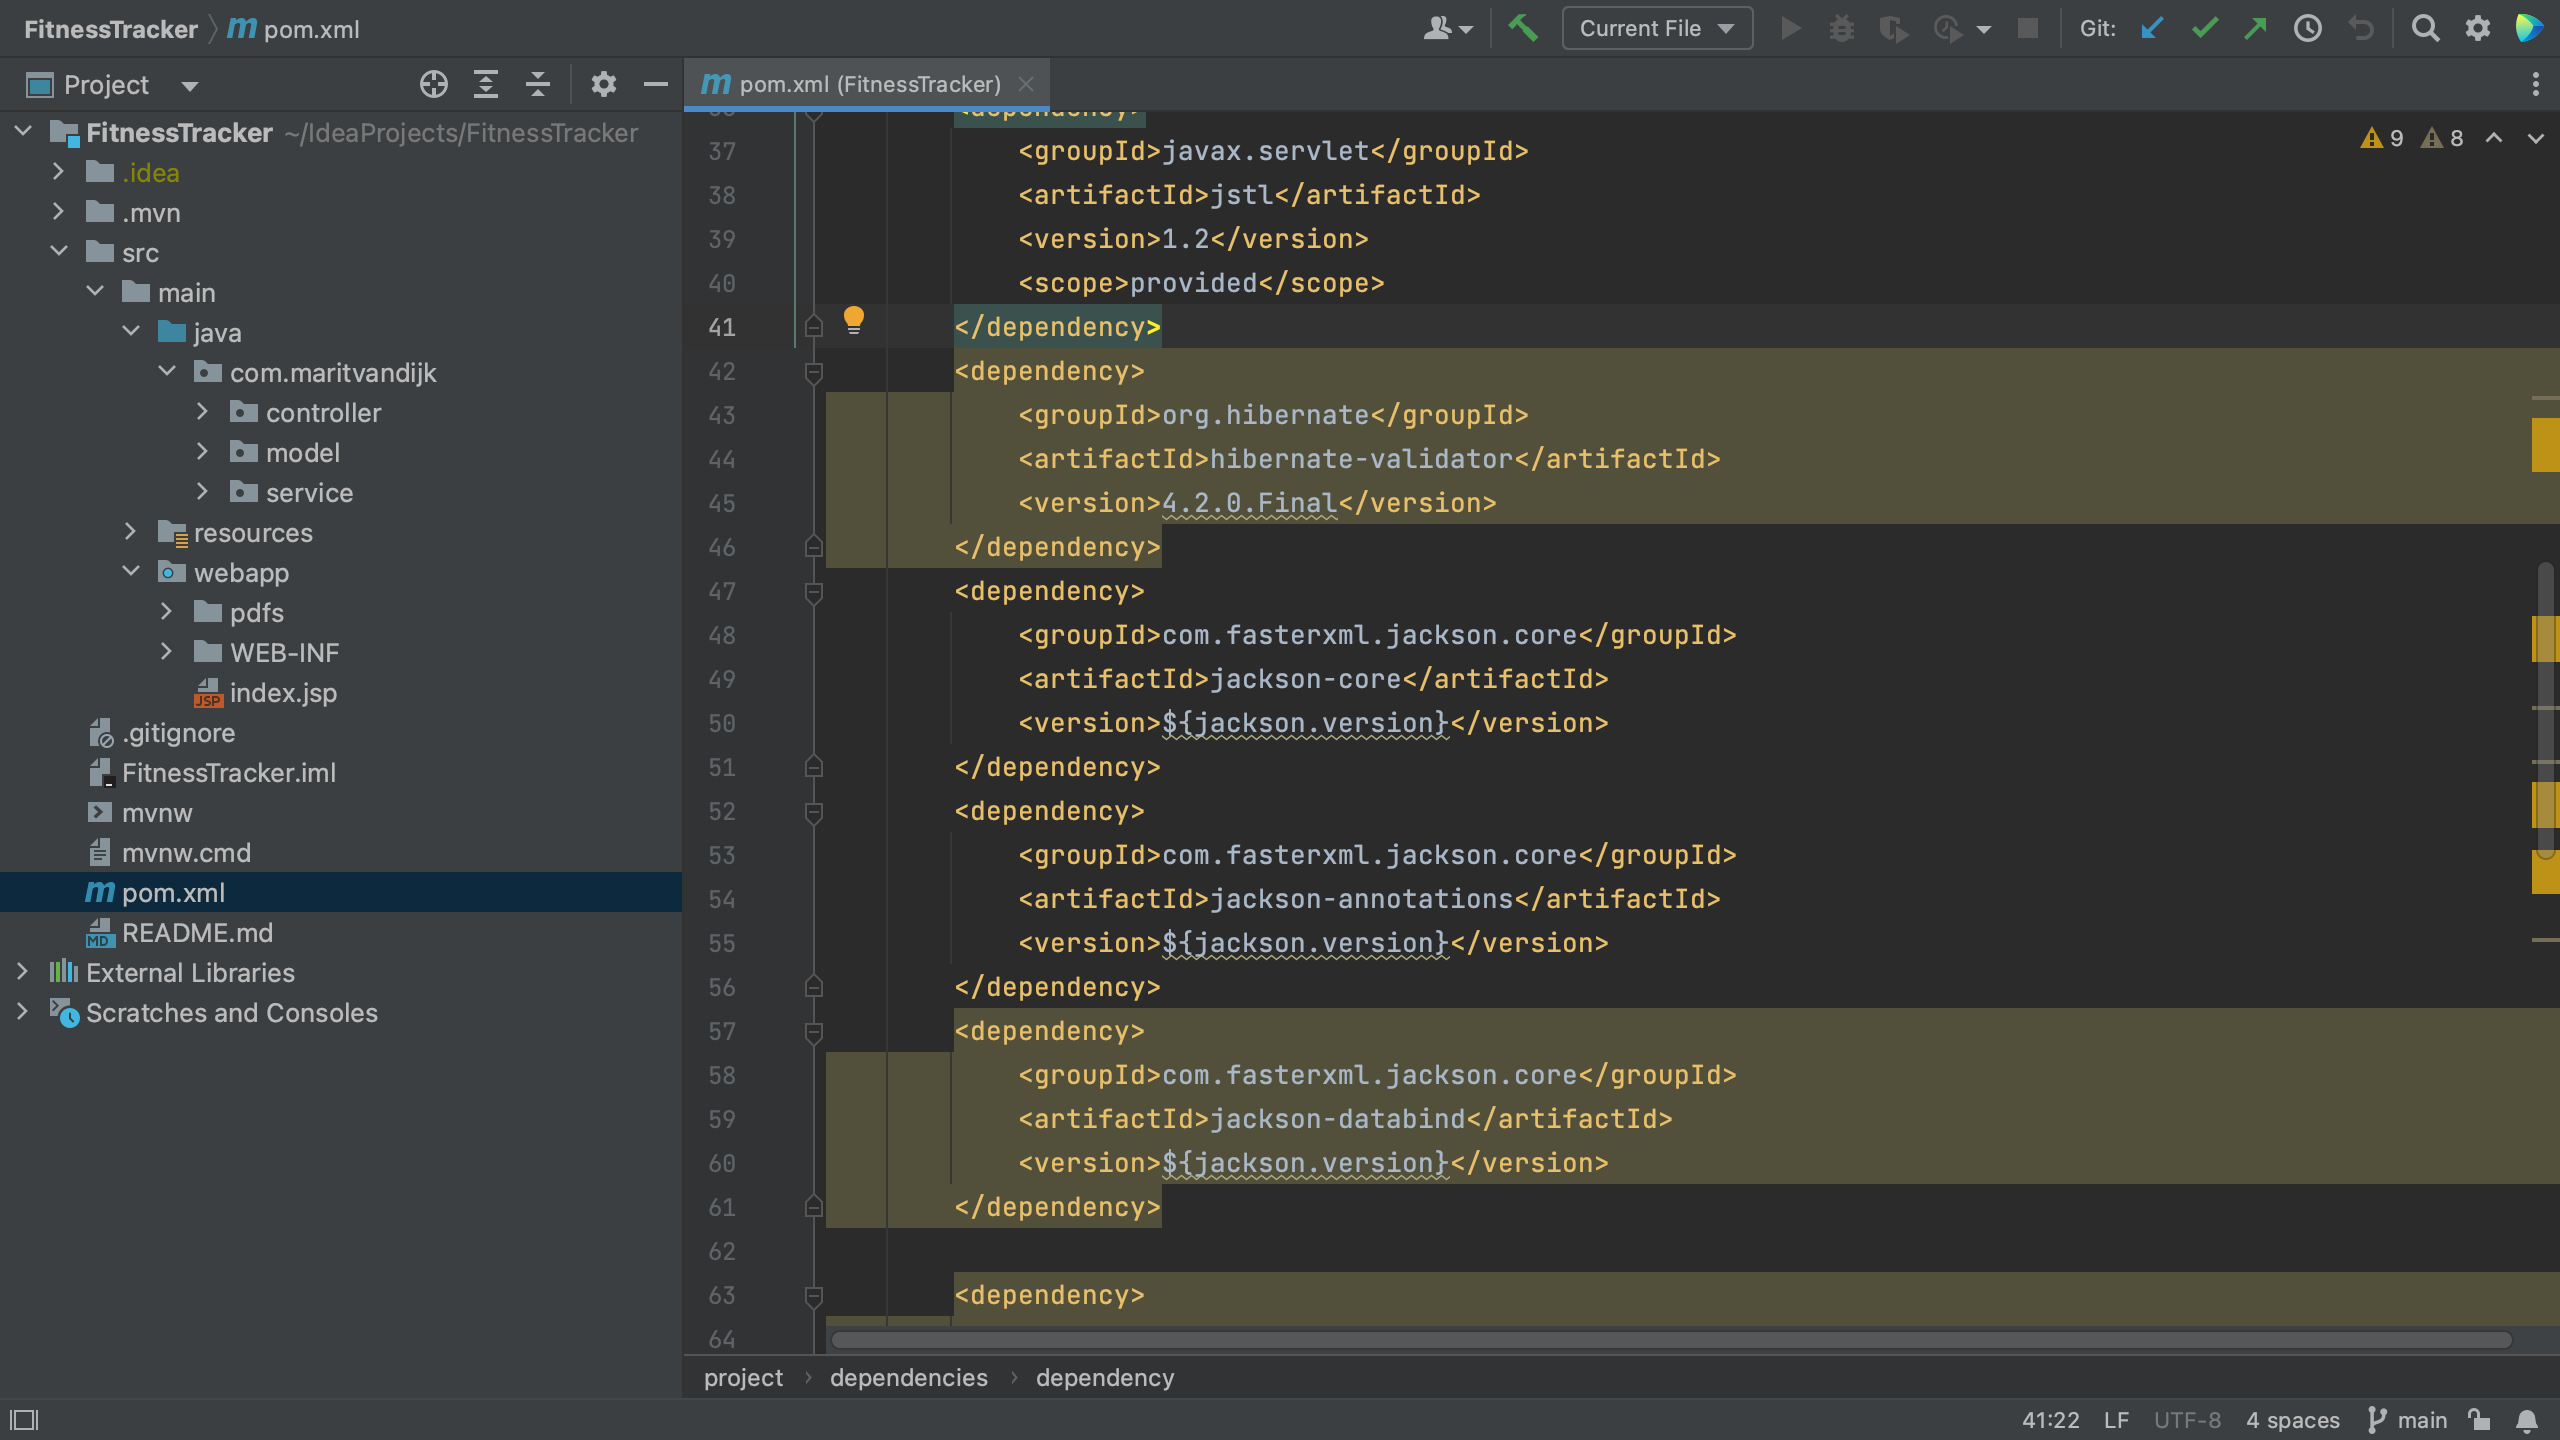 FitnessTracker pom.xml
Current File
Git:
Project
FitnessTracker ~/IdeaProjects/FitnessTracker
.idea
.mvn
src
main
java
com.maritvandijk
controller
model
service
resources
webapp
pdfs
WEB-INF
JSP index.jsp
.gitignore
FitnessTracker.iml
mvnw
mvnw.cmd
m pom.xml
MD README.md
External Libraries
Scratches and Consoles
m pom.xml (FitnessTracker)
9 8
36 <dependency>
37 <groupId>javax.servlet</groupId>
38 <artifactId>jstl</artifactId>
39 <version>1.2</version>
40 <scope>provided</scope>
41 </dependency>
42 <dependency>
43 <groupId>org.hibernate</groupId>
44 <artifactId>hibernate-validator</artifactId>
45 <version>4.2.0.Final</version>
46 </dependency>
47 <dependency>
48 <groupId>com.fasterxml.jackson.core</groupId>
49 <artifactId>jackson-core</artifactId>
50 <version>${jackson.version}</version>
51 </dependency>
52 <dependency>
53 <groupId>com.fasterxml.jackson.core</groupId>
54 <artifactId>jackson-annotations</artifactId>
55 <version>${jackson.version}</version>
56 </dependency>
57 <dependency>
58 <groupId>com.fasterxml.jackson.core</groupId>
59 <artifactId>jackson-databind</artifactId>
60 <version>${jackson.version}</version>
61 </dependency>
62
63 <dependency>
64
project dependencies dependency
41:22 LF UTF-8 4 spaces main